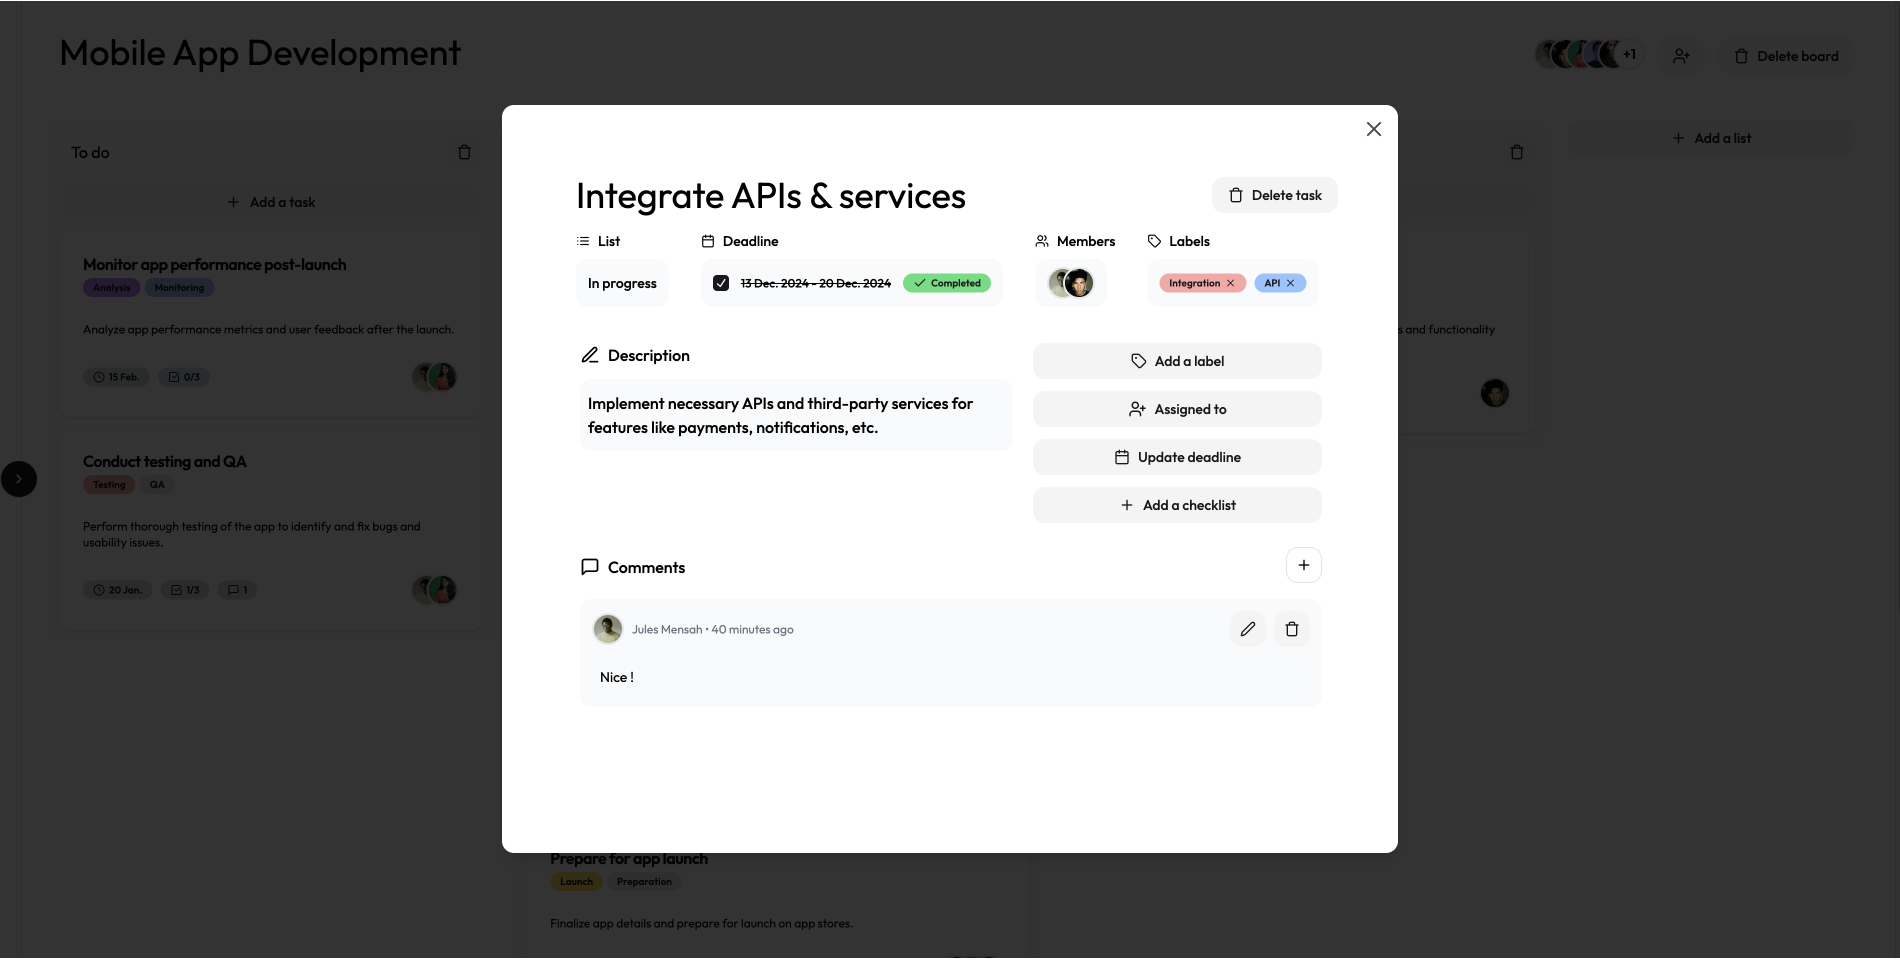 Mobile App Development
+1
Delete board
To do
Add a task
Monitor app performance post-launch
Analysis
Monitoring
Analyze app performance metrics and user feedback after the launch.
15 Feb.
0/3
Conduct testing and QA
Testing
QA
Perform thorough testing of the app to identify and fix bugs and
usability issues.
20 Jan.
1/3
1
Integrate APIs & services
Delete task
List
Deadline
Members
Labels
In progress
13 Dec. 2024 - 20 Dec. 2024
Completed
Integration
API
Description
Implement necessary APIs and third-party services for
features like payments, notifications, etc.
Add a label
Assigned to
Update deadline
Add a checklist
Comments
Jules Mensah • 40 minutes ago
Nice !
Prepare for app launch
Launch
Preparation
Finalize app details and prepare for launch on app stores.
Add a list
s and functionality